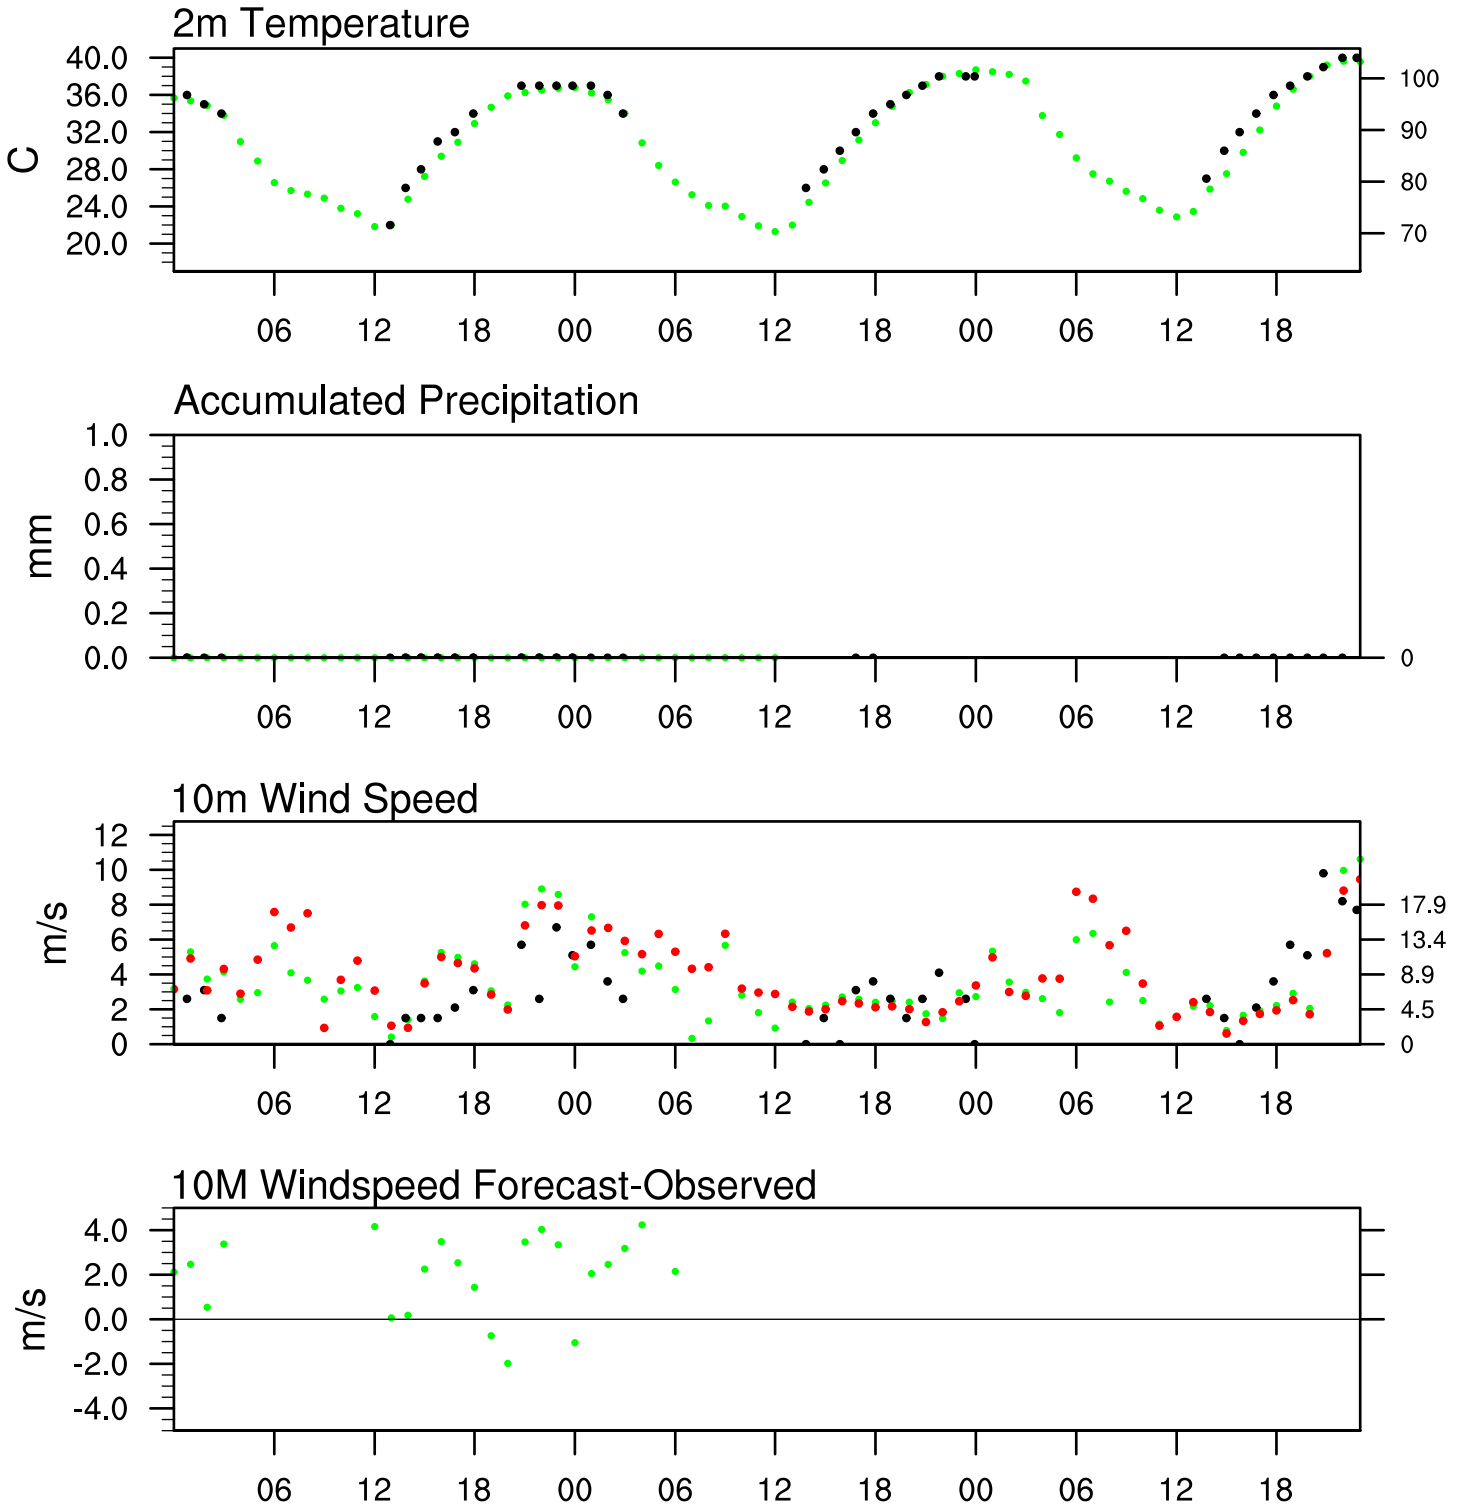 2m Temperature
40.0
36.0
32.0
28.0
24.0
20.0
C
100
90
80
70
06 12 18 00 06 12 18 00 06 12 18
Accumulated Precipitation
1.0
0.8
0.6
0.4
0.2
0.0
mm
0
06 12 18 00 06 12 18 00 06 12 18
10m Wind Speed
12
10
8
6
4
2
0
m/s
17.9
13.4
8.9
4.5
0
06 12 18 00 06 12 18 00 06 12 18
10M Windspeed Forecast-Observed
4.0
2.0
0.0
-2.0
-4.0
m/s
06 12 18 00 06 12 18 00 06 12 18